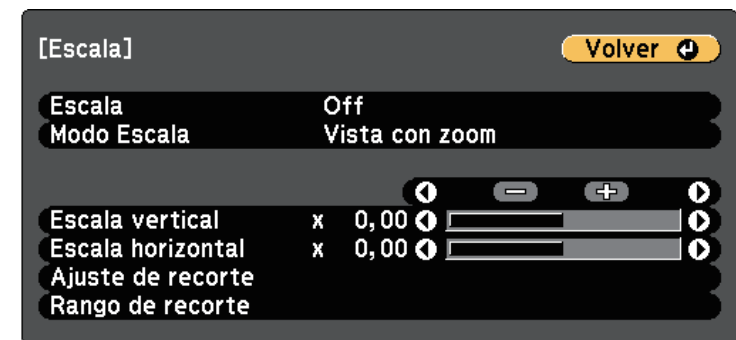 [Escala] Volver
Escala Off
Modo Escala Vista con zoom
− +
Escala vertical x 0,00
Escala horizontal x 0,00
Ajuste de recorte
Rango de recorte